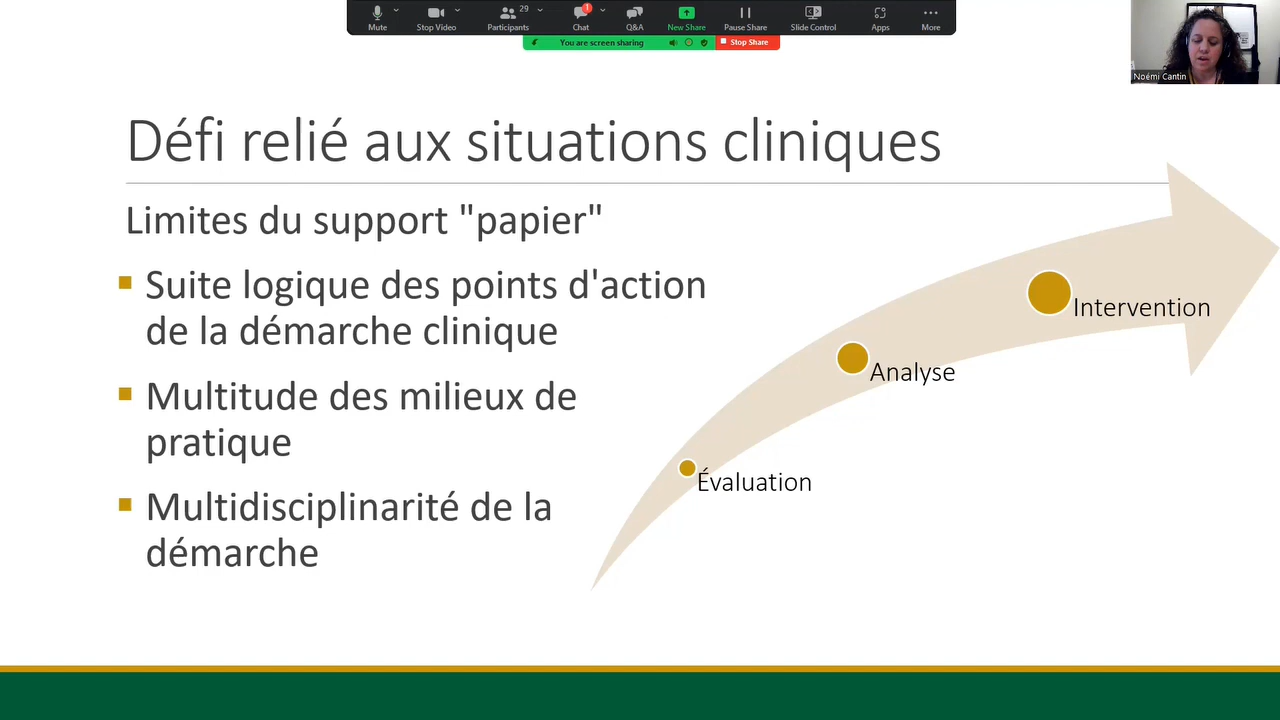 29
1
Mute
Stop Video
Participants
Chat
Q&A
New Share
Pause Share
Slide Control
Apps
More
You are screen sharing
Stop Share
Noémi Cantin
Défi relié aux situations cliniques
Limites du support "papier"
Suite logique des points d'action
de la démarche clinique
Multitude des milieux de
pratique
Multidisciplinarité de la
démarche
Intervention
Analyse
Évaluation